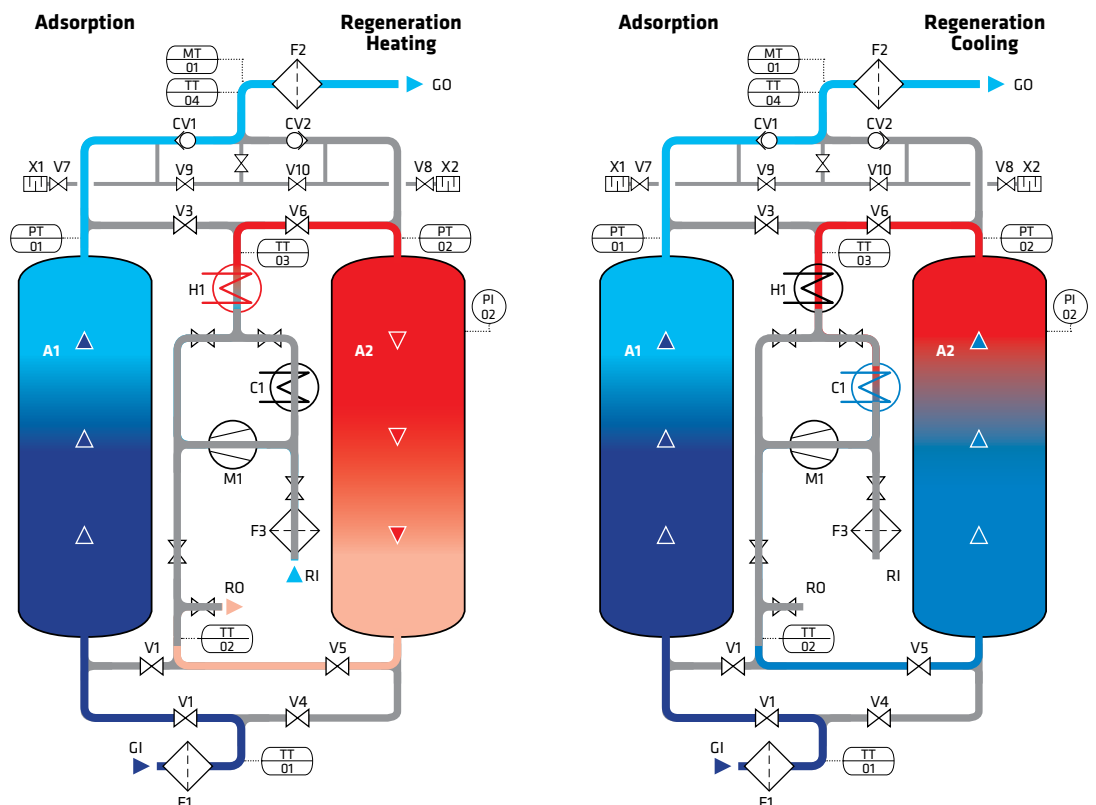 Adsorption
Regeneration
Heating
MT
01
TT
04
F2
GO
CV1
CV2
X1 V7
V9
V10
V8 X2
V3
V6
PT
01
TT
03
PT
02
H1
PI
02
A1
A2
C1
M1
F3
RI
RO
TT
02
V1
V5
V1
V4
GI
TT
01
F1
Adsorption
Regeneration
Cooling
MT
01
TT
04
F2
GO
CV1
CV2
X1 V7
V9
V10
V8 X2
V3
V6
PT
01
TT
03
PT
02
H1
PI
02
A1
A2
C1
M1
F3
RI
RO
TT
02
V1
V5
V1
V4
GI
TT
01
F1